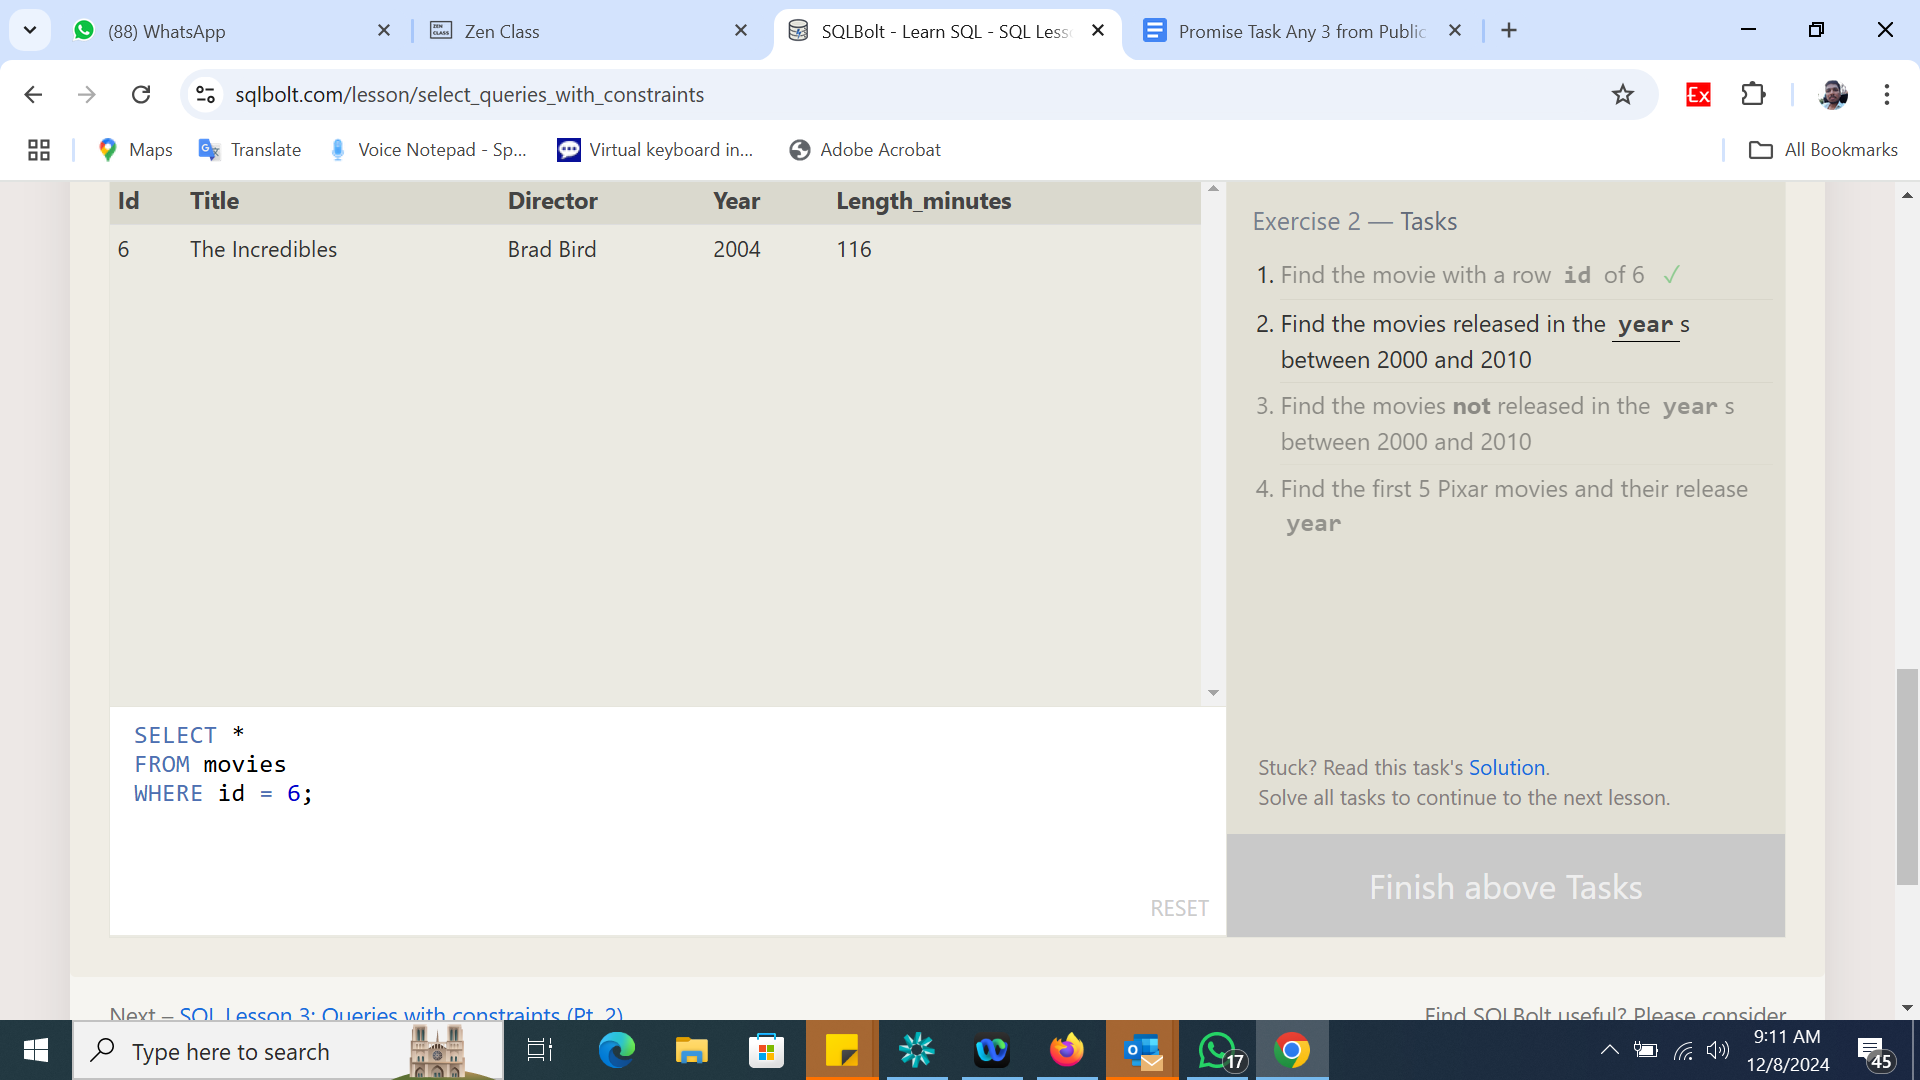 (88) WhatsApp
Zen Class
SQLBolt - Learn SQL - SQL Less
Promise Task Any 3 from Public
sqlbolt.com/lesson/select_queries_with_constraints
Ex
Maps
Translate
Voice Notepad - Sp...
Virtual keyboard in...
Adobe Acrobat
All Bookmarks
Id Title Director Year Length_minutes
6 The Incredibles Brad Bird 2004 116
Exercise 2 — Tasks
1. Find the movie with a row id of 6 ✓
2. Find the movies released in the years
between 2000 and 2010
3. Find the movies not released in the years
between 2000 and 2010
4. Find the first 5 Pixar movies and their release
year
SELECT *
FROM movies
WHERE id = 6;
RESET
Stuck? Read this task's Solution.
Solve all tasks to continue to the next lesson.
Finish above Tasks
Next – SQL Lesson 3: Queries with constraints (Pt. 2)
Find SQLBolt useful? Please consider
Type here to search
17
9:11 AM
12/8/2024
45